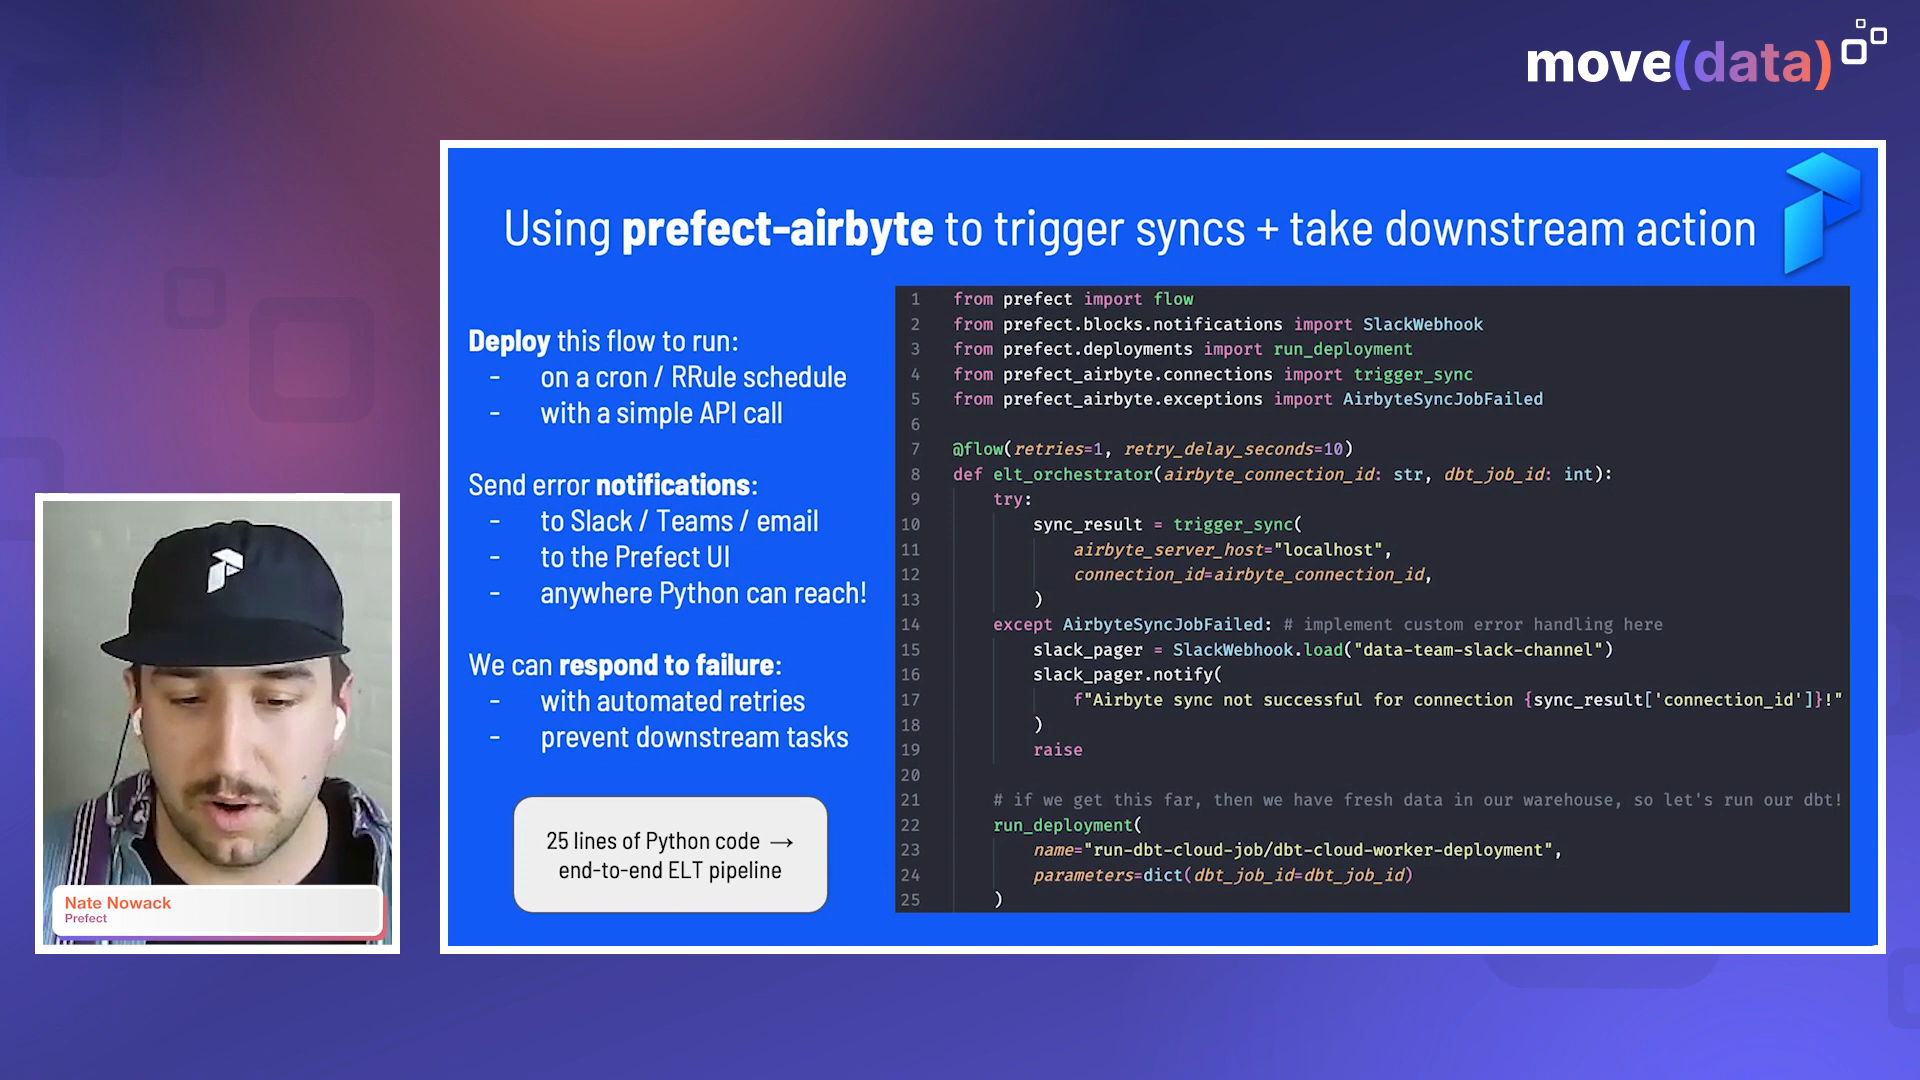 move(data)
Using prefect-airbyte to trigger syncs + take downstream action
Deploy this flow to run:
- on a cron / RRule schedule
- with a simple API call
Send error notifications:
- to Slack / Teams / email
- to the Prefect UI
- anywhere Python can reach!
We can respond to failure:
- with automated retries
- prevent downstream tasks
25 lines of Python code →
end-to-end ELT pipeline
1 from prefect import flow
2 from prefect.blocks.notifications import SlackWebhook
3 from prefect.deployments import run_deployment
4 from prefect_airbyte.connections import trigger_sync
5 from prefect_airbyte.exceptions import AirbyteSyncJobFailed
6
7 @flow(retries=1, retry_delay_seconds=10)
8 def elt_orchestrator(airbyte_connection_id: str, dbt_job_id: int):
9 try:
10 sync_result = trigger_sync(
11 airbyte_server_host="localhost",
12 connection_id=airbyte_connection_id,
13 )
14 except AirbyteSyncJobFailed: # implement custom error handling here
15 slack_pager = SlackWebhook.load("data-team-slack-channel")
16 slack_pager.notify(
17 f"Airbyte sync not successful for connection {sync_result['connection_id']}!"
18 )
19 raise
20
21 # if we get this far, then we have fresh data in our warehouse, so let's run our dbt!
22 run_deployment(
23 name="run-dbt-cloud-job/dbt-cloud-worker-deployment",
24 parameters=dict(dbt_job_id=dbt_job_id)
25 )
Nate Nowack
Prefect